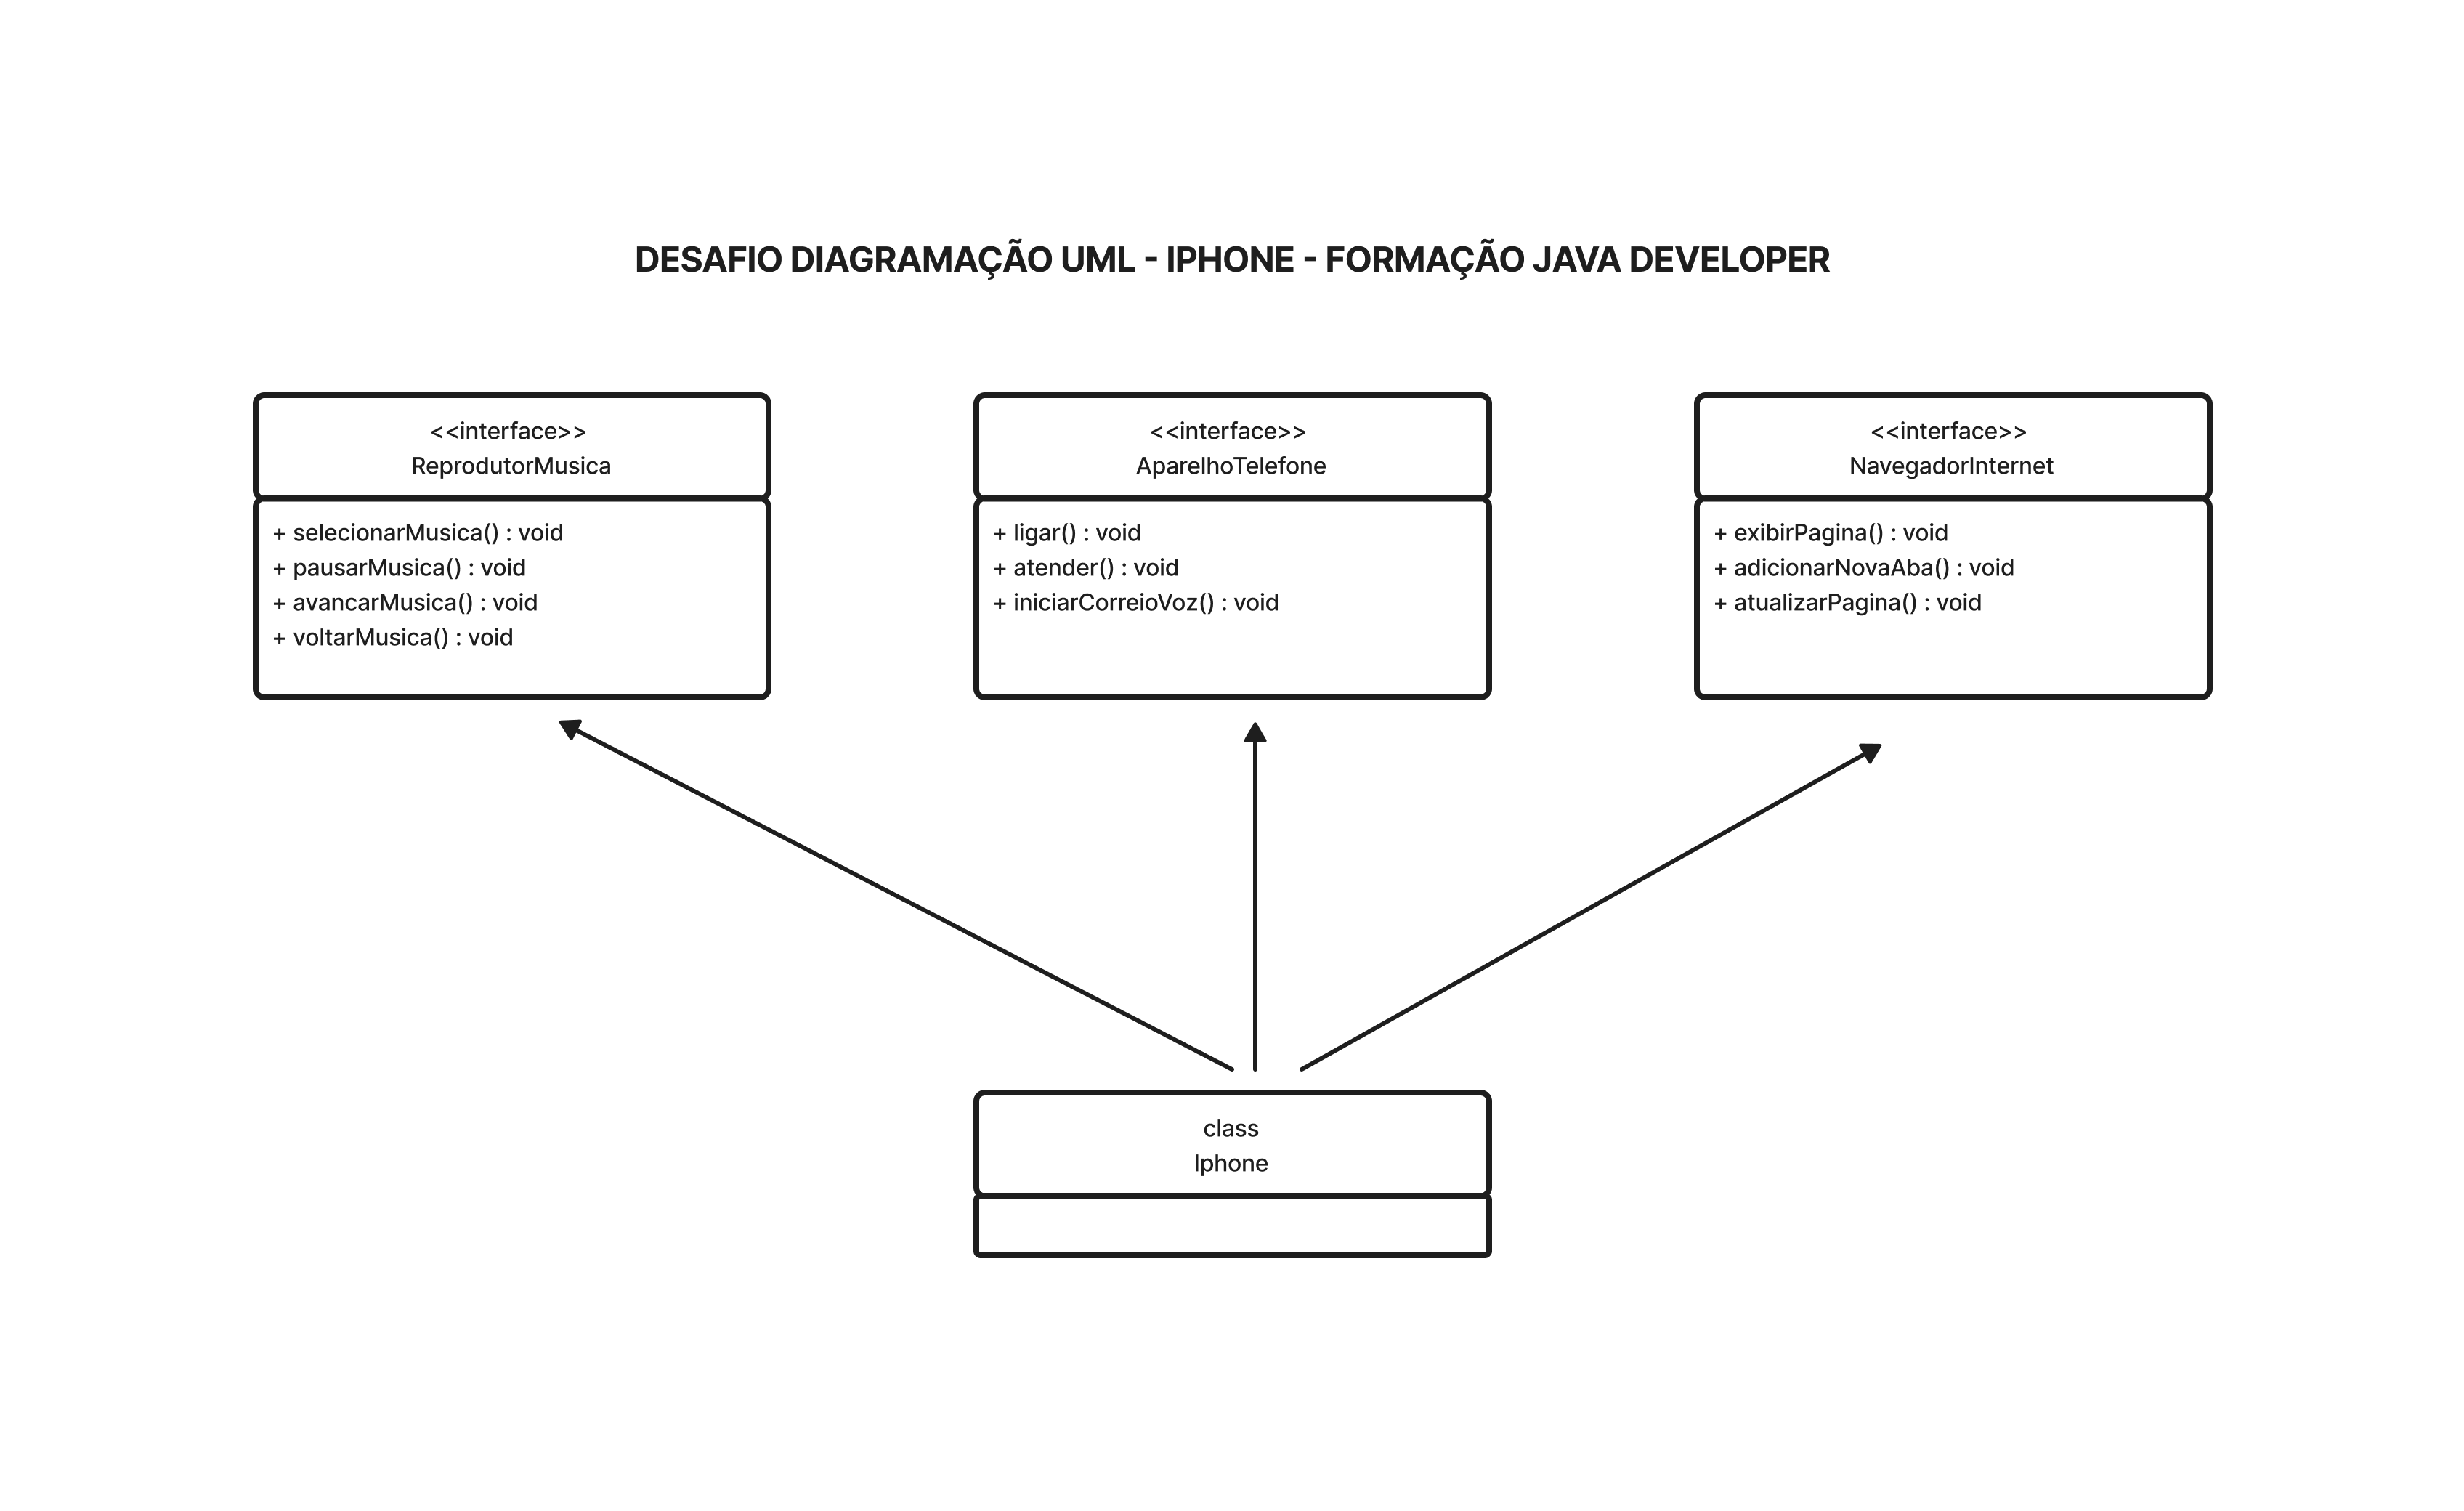 DESAFIO DIAGRAMAÇÃO UML - IPHONE - FORMAÇÃO JAVA DEVELOPER
<<interface>>
ReprodutorMusica
+ selecionarMusica() : void
+ pausarMusica() : void
+ avancarMusica() : void
+ voltarMusica() : void
<<interface>>
AparelhoTelefone
+ ligar() : void
+ atender() : void
+ iniciarCorreioVoz() : void
<<interface>>
NavegadorInternet
+ exibirPagina() : void
+ adicionarNovaAba() : void
+ atualizarPagina() : void
class
Iphone